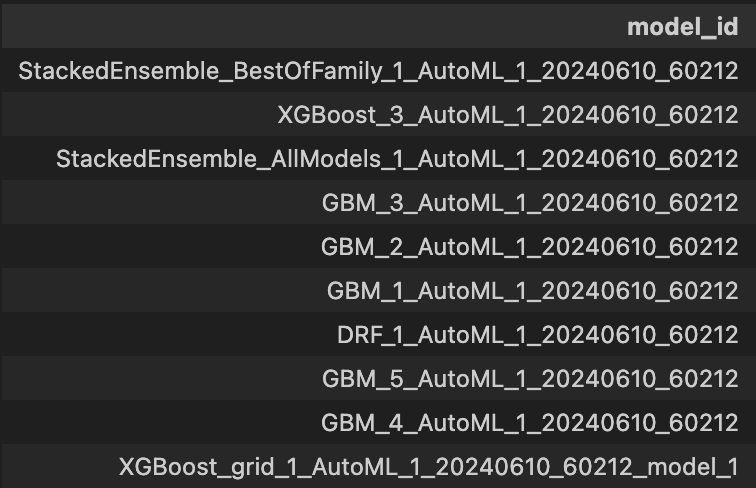 model_id
StackedEnsemble_BestOfFamily_1_AutoML_1_20240610_60212
XGBoost_3_AutoML_1_20240610_60212
StackedEnsemble_AllModels_1_AutoML_1_20240610_60212
GBM_3_AutoML_1_20240610_60212
GBM_2_AutoML_1_20240610_60212
GBM_1_AutoML_1_20240610_60212
DRF_1_AutoML_1_20240610_60212
GBM_5_AutoML_1_20240610_60212
GBM_4_AutoML_1_20240610_60212
XGBoost_grid_1_AutoML_1_20240610_60212_model_1